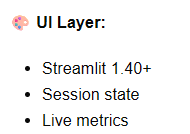 🎨 UI Layer:
• Streamlit 1.40+
• Session state
• Live metrics